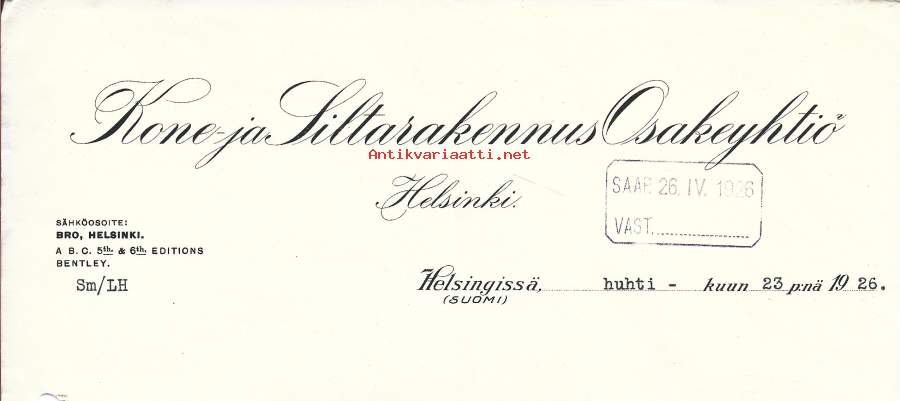 Kone- ja Siltarakennus Osakeyhtiö
Antikvariaatti.net
Helsinki.
SAAP. 26. IV. 1926
VAST.
SÄHKÖOSOITE:
BRO, HELSINKI.
A B. C. 5th. & 6th. EDITIONS
BENTLEY.
Sm/LH
Helsingissä, huhti - kuun 23 p:nä 19 26.
(SUOMI)